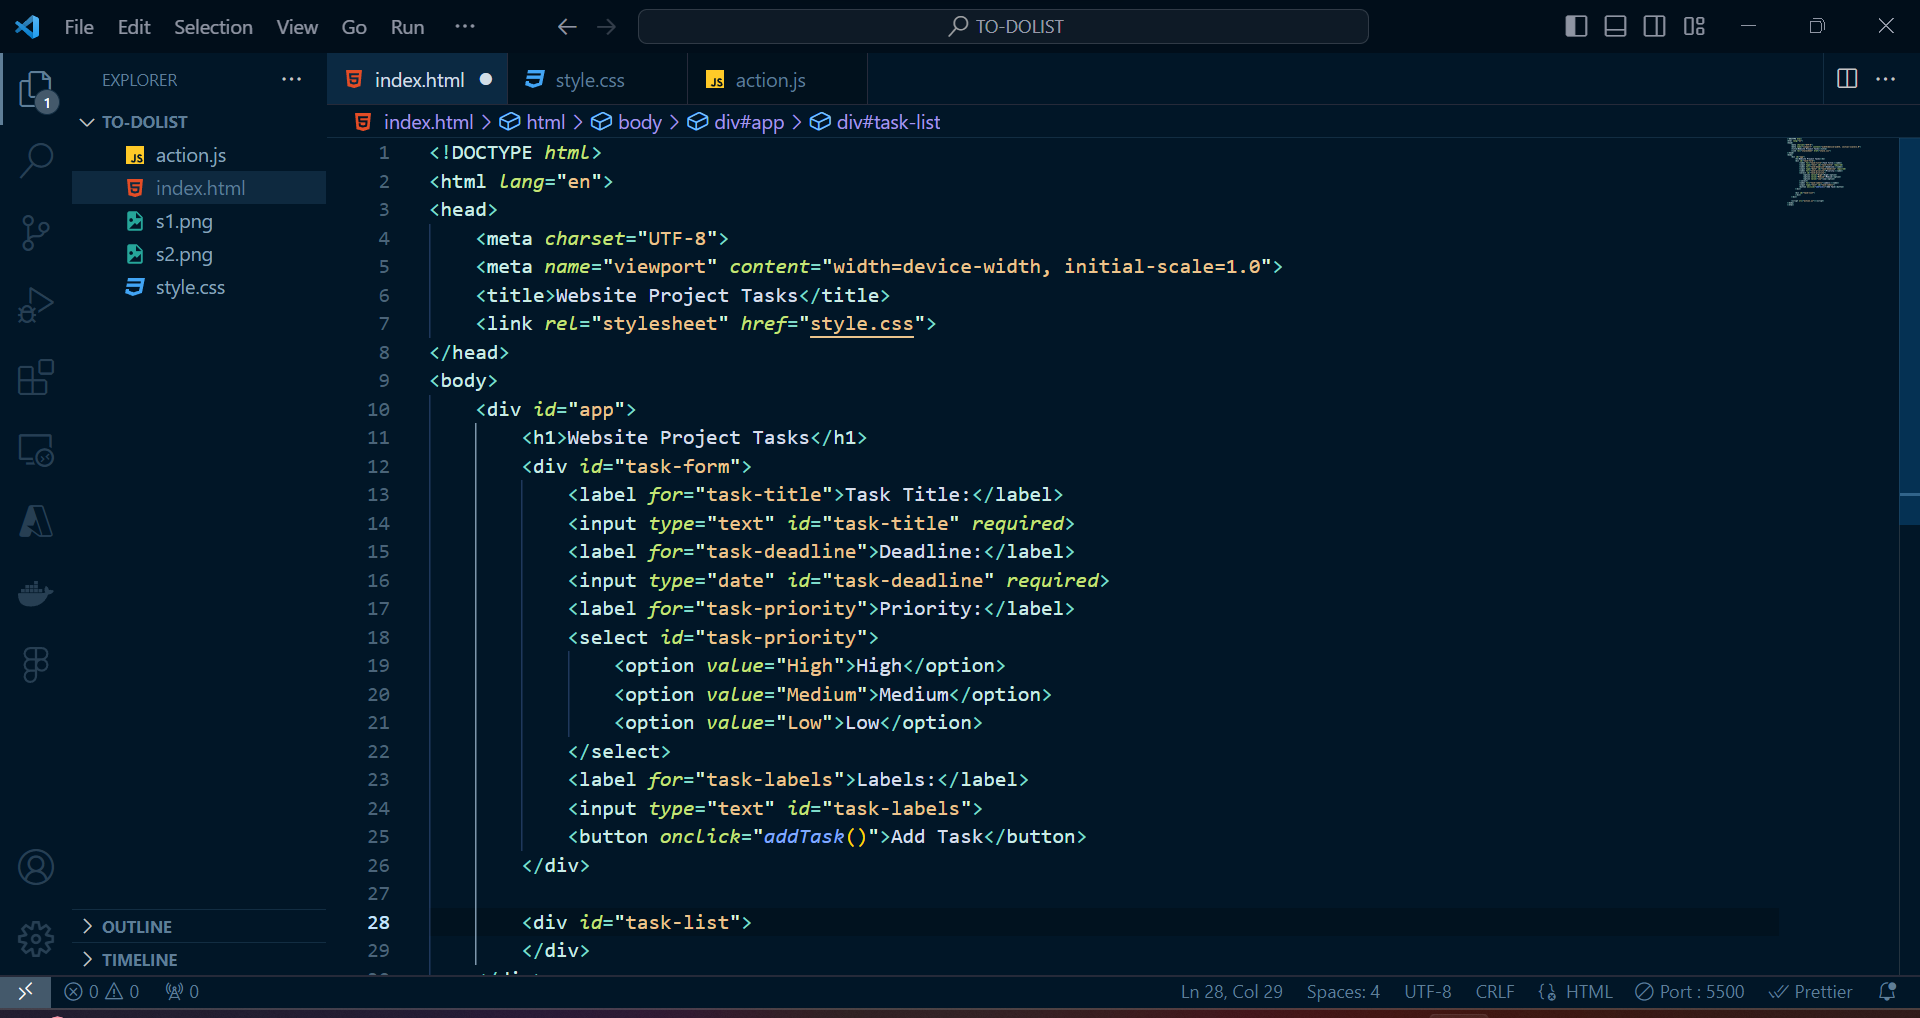 File Edit Selection View Go Run ··· TO-DOLIST
EXPLORER ···
index.html style.css action.js
1
TO-DOLIST
action.js
index.html
s1.png
s2.png
style.css
OUTLINE
TIMELINE
index.html > html > body > div#app > div#task-list
1 <!DOCTYPE html>
2 <html lang="en">
3 <head>
4 <meta charset="UTF-8">
5 <meta name="viewport" content="width=device-width, initial-scale=1.0">
6 <title>Website Project Tasks</title>
7 <link rel="stylesheet" href="style.css">
8 </head>
9 <body>
10 <div id="app">
11 <h1>Website Project Tasks</h1>
12 <div id="task-form">
13 <label for="task-title">Task Title:</label>
14 <input type="text" id="task-title" required>
15 <label for="task-deadline">Deadline:</label>
16 <input type="date" id="task-deadline" required>
17 <label for="task-priority">Priority:</label>
18 <select id="task-priority">
19 <option value="High">High</option>
20 <option value="Medium">Medium</option>
21 <option value="Low">Low</option>
22 </select>
23 <label for="task-labels">Labels:</label>
24 <input type="text" id="task-labels">
25 <button onclick="addTask()">Add Task</button>
26 </div>
27
28 <div id="task-list">
29 </div>
0 0 0 Ln 28, Col 29 Spaces: 4 UTF-8 CRLF HTML Port : 5500 Prettier